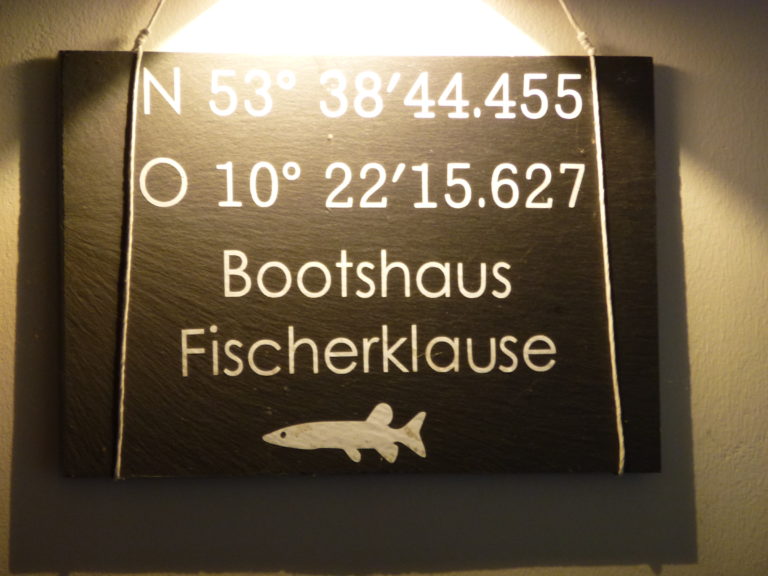 N 53° 38'44.455
O 10° 22'15.627
Bootshaus
Fischerklause